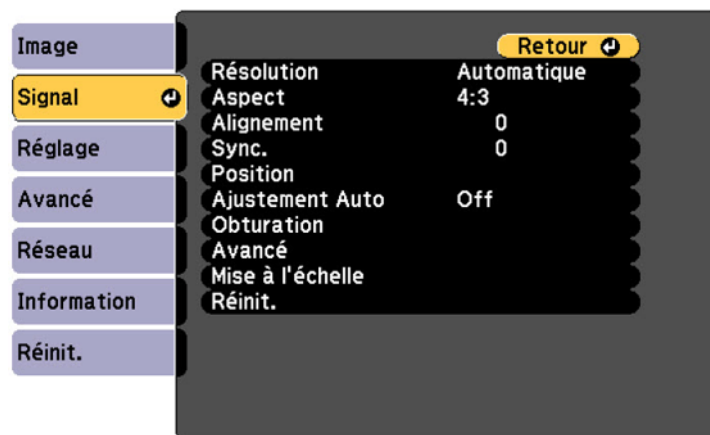 Image
Signal
Réglage
Avancé
Réseau
Information
Réinit.
Retour
Résolution Automatique
Aspect 4:3
Alignement 0
Sync. 0
Position
Ajustement Auto Off
Obturation
Avancé
Mise à l'échelle
Réinit.